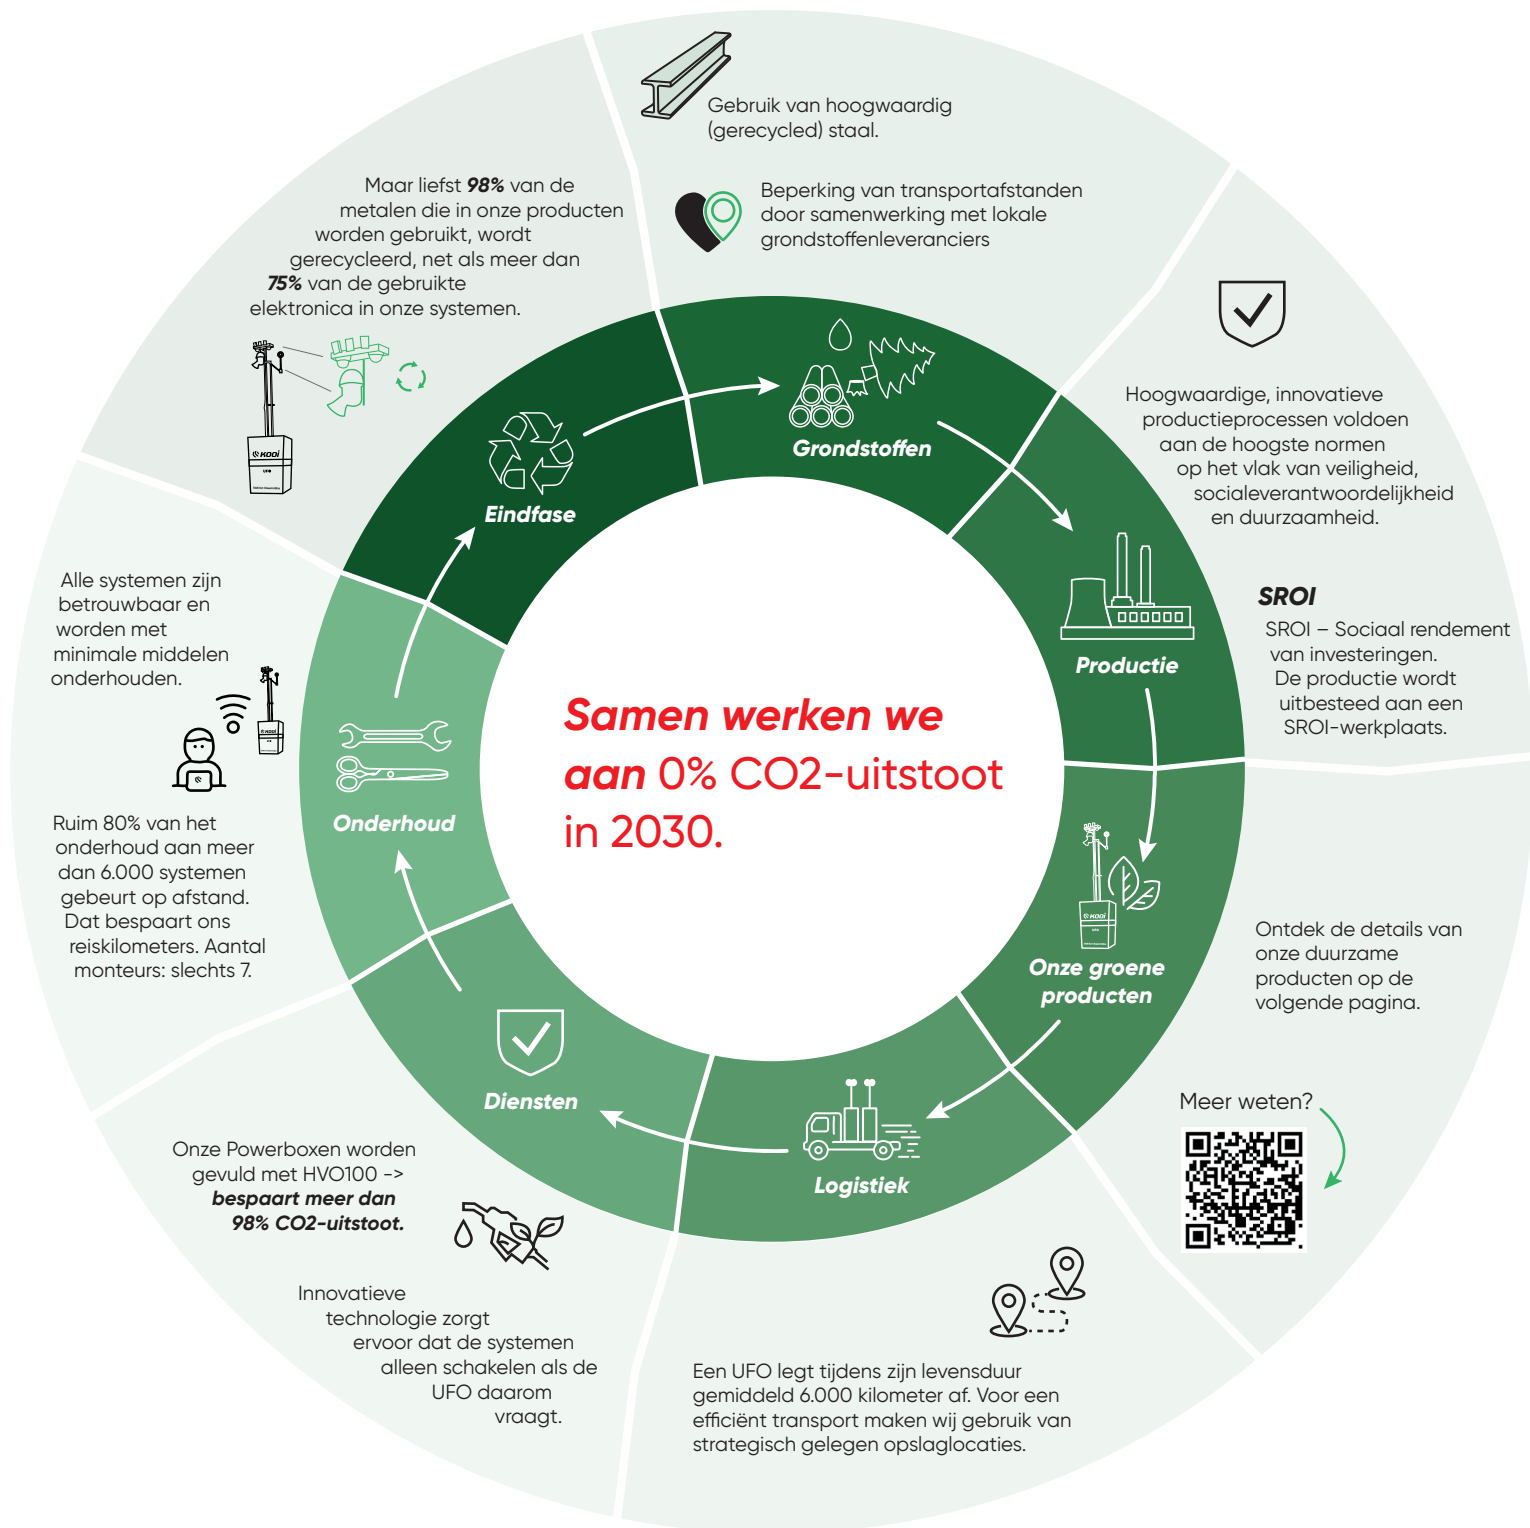 Gebruik van hoogwaardig
(gerecycled) staal.
Beperking van transportafstanden
door samenwerking met lokale
grondstoffenleveranciers
Grondstoffen
Hoogwaardige, innovatieve
productieprocessen voldoen
aan de hoogste normen
op het vlak van veiligheid,
socialeverantwoordelijkheid
en duurzaamheid.
SROI
SROI – Sociaal rendement
van investeringen.
De productie wordt
uitbesteed aan een
SROI-werkplaats.
Productie
Onze groene
producten
KOOI
Ontdek de details van
onze duurzame
producten op de
volgende pagina.
Meer weten?
Logistiek
Een UFO legt tijdens zijn levensduur
gemiddeld 6.000 kilometer af. Voor een
efficiënt transport maken wij gebruik van
strategisch gelegen opslaglocaties.
Diensten
Onze Powerboxen worden
gevuld met HVO100 ->
bespaart meer dan
98% CO2-uitstoot.
Innovatieve
technologie zorgt
ervoor dat de systemen
alleen schakelen als de
UFO daarom
vraagt.
Onderhoud
Alle systemen zijn
betrouwbaar en
worden met
minimale middelen
onderhouden.
KOOI
Ruim 80% van het
onderhoud aan meer
dan 6.000 systemen
gebeurt op afstand.
Dat bespaart ons
reiskilometers. Aantal
monteurs: slechts 7.
Eindfase
Maar liefst 98% van de
metalen die in onze producten
worden gebruikt, wordt
gerecycleerd, net als meer dan
75% van de gebruikte
elektronica in onze systemen.
KOOI
UFO
Samen werken we
aan 0% CO2-uitstoot
in 2030.